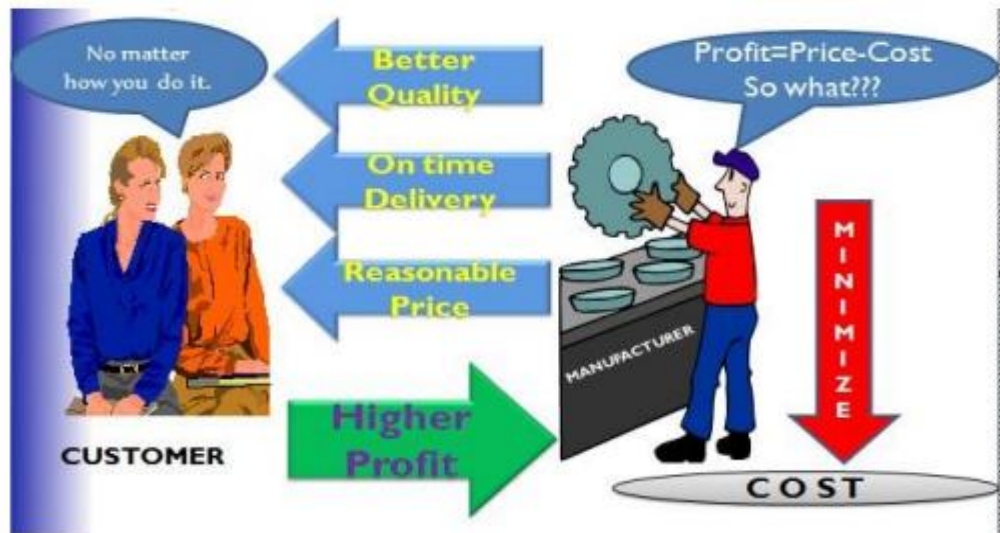 No matter
how you do it.
Better
Quality
Profit=Price-Cost
So what???
On time
Delivery
Reasonable
Price
MANUFACTURER
MINIMIZE
Higher
Profit
CUSTOMER
COST